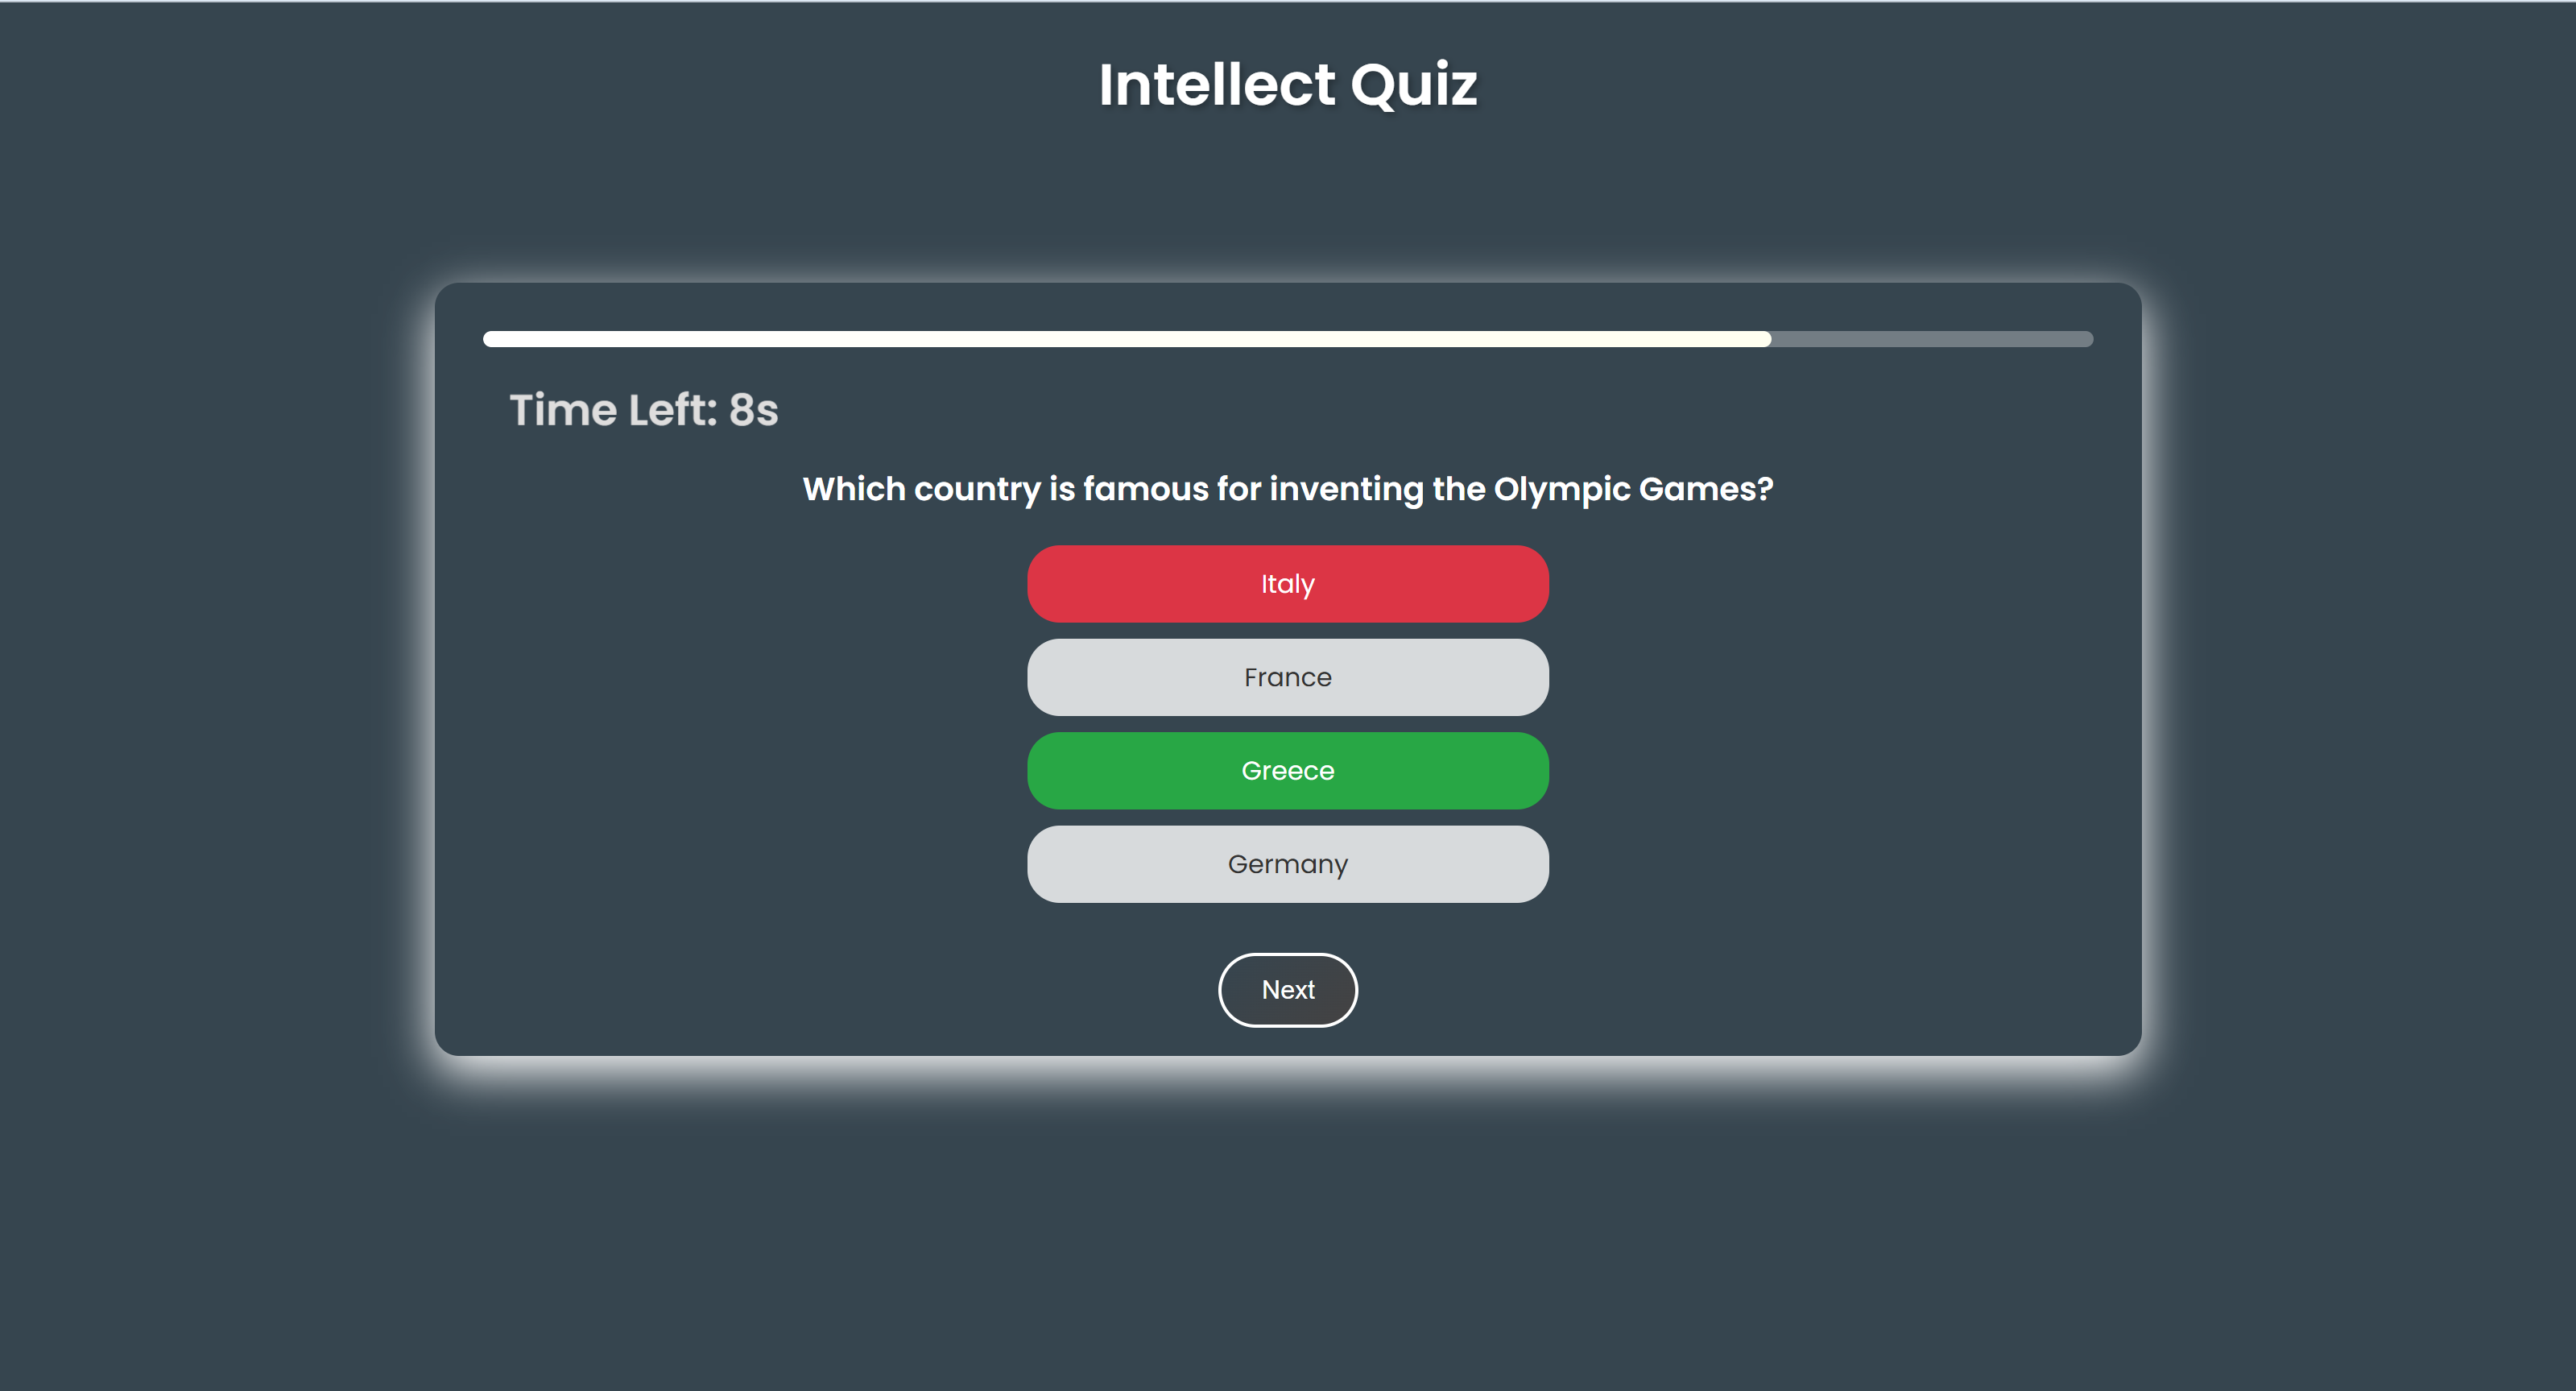 Intellect Quiz
Time Left: 8s
Which country is famous for inventing the Olympic Games?
Italy
France
Greece
Germany
Next